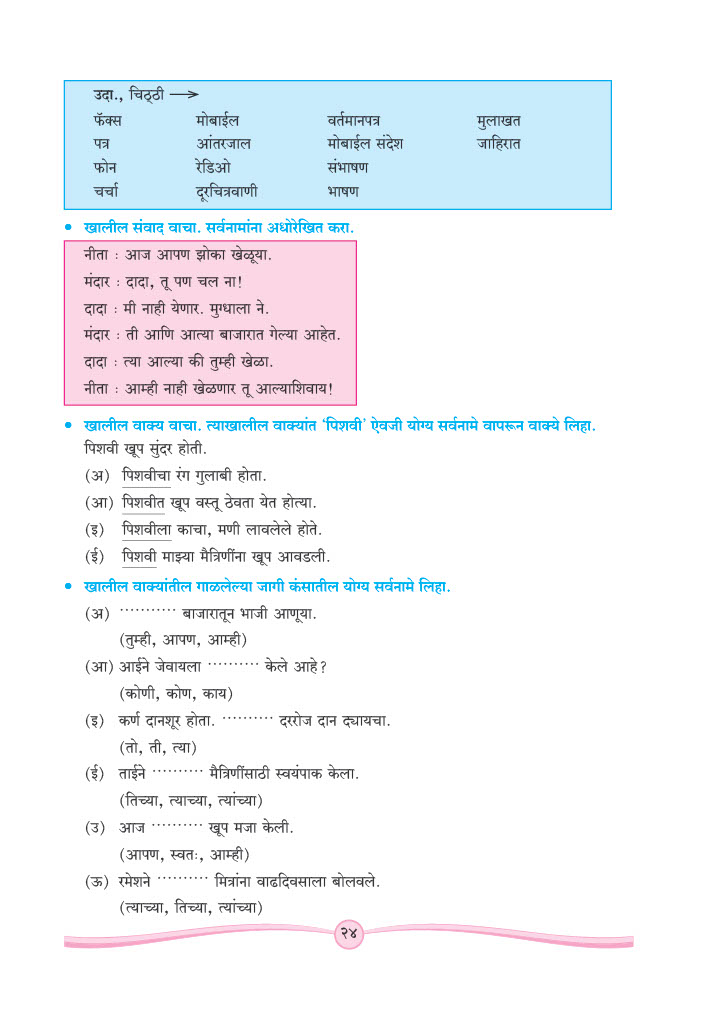 उदा., चिठ्ठी ⟶
फॅक्स मोबाईल वर्तमानपत्र मुलाखत
पत्र आंतरजाल मोबाईल संदेश जाहिरात
फोन रेडिओ संभाषण
चर्चा दूरचित्रवाणी भाषण
• खालील संवाद वाचा. सर्वनामांना अधोरेखित करा.
नीता : आज आपण झोका खेळूया.
मंदार : दादा, तू पण चल ना!
दादा : मी नाही येणार. मुग्धाला ने.
मंदार : ती आणि आत्या बाजारात गेल्या आहेत.
दादा : त्या आल्या की तुम्ही खेळा.
नीता : आम्ही नाही खेळणार तू आल्याशिवाय!
• खालील वाक्य वाचा. त्याखालील वाक्यांत ‘पिशवी’ ऐवजी योग्य सर्वनामे वापरून वाक्ये लिहा.
पिशवी खूप सुंदर होती.
(अ) पिशवीचा रंग गुलाबी होता.
(आ) पिशवीत खूप वस्तू ठेवता येत होत्या.
(इ) पिशवीला काचा, मणी लावलेले होते.
(ई) पिशवी माझ्या मैत्रिणींना खूप आवडली.
• खालील वाक्यांतील गाळलेल्या जागी कंसातील योग्य सर्वनामे लिहा.
(अ) ··········· बाजारातून भाजी आणूया.
(तुम्ही, आपण, आम्ही)
(आ) आईने जेवायला ·········· केले आहे?
(कोणी, कोण, काय)
(इ) कर्ण दानशूर होता. ·········· दररोज दान द्यायचा.
(तो, ती, त्या)
(ई) ताईने ·········· मैत्रिणींसाठी स्वयंपाक केला.
(तिच्या, त्याच्या, त्यांच्या)
(उ) आज ·········· खूप मजा केली.
(आपण, स्वतः, आम्ही)
(ऊ) रमेशने ·········· मित्रांना वाढदिवसाला बोलवले.
(त्याच्या, तिच्या, त्यांच्या)
२४